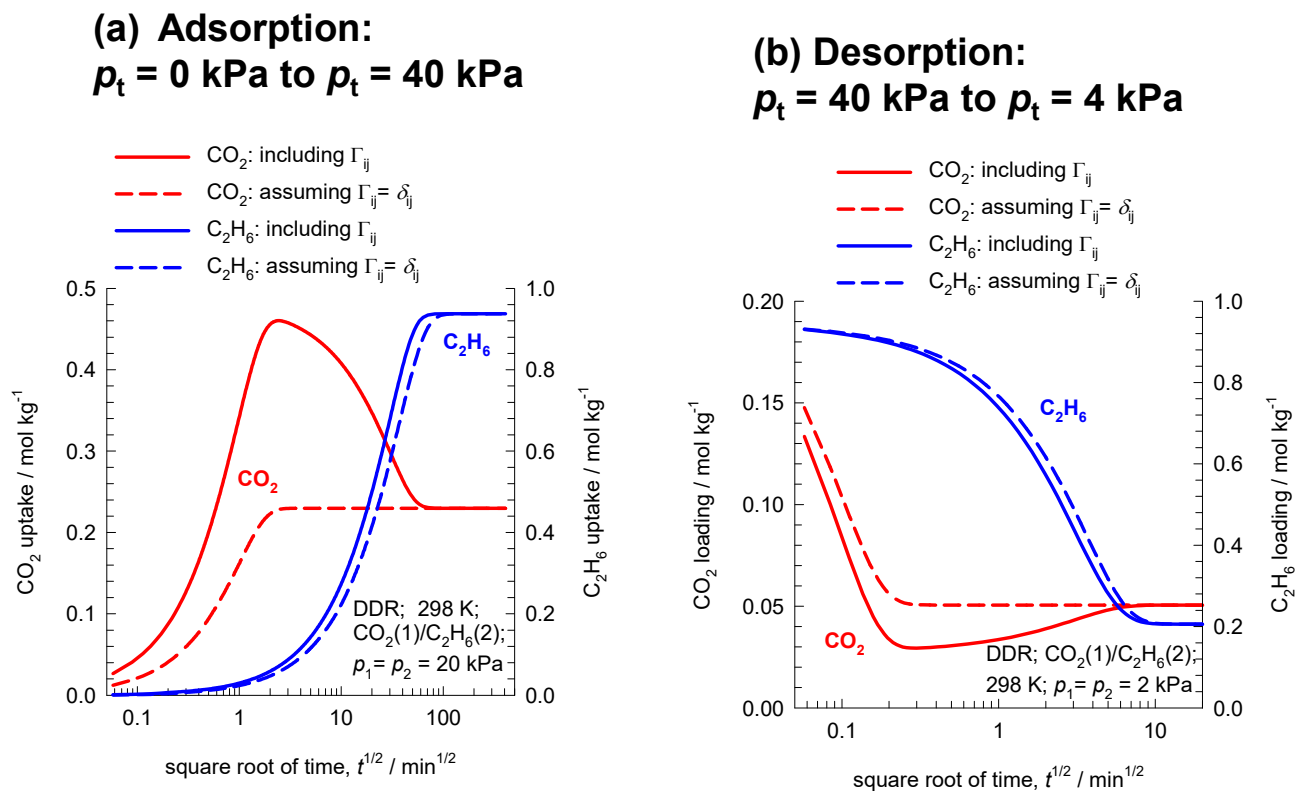 (a) Adsorption:
pt = 0 kPa to pt = 40 kPa
CO2: including Γij
CO2: assuming Γij= δij
C2H6: including Γij
C2H6: assuming Γij= δij
0.5
0.4
0.3
0.2
0.1
0.0
CO2 uptake / mol kg-1
1.0
0.8
0.6
0.4
0.2
0.0
C2H6 uptake / mol kg-1
C2H6
CO2
DDR; 298 K;
CO2(1)/C2H6(2);
p1= p2 = 20 kPa
0.1 1 10 100
square root of time, t1/2 / min1/2
(b) Desorption:
pt = 40 kPa to pt = 4 kPa
CO2: including Γij
CO2: assuming Γij= δij
C2H6: including Γij
C2H6: assuming Γij= δij
0.20
0.15
0.10
0.05
0.00
CO2 loading / mol kg-1
1.0
0.8
0.6
0.4
0.2
0.0
C2H6 loading / mol kg-1
C2H6
CO2
DDR; CO2(1)/C2H6(2);
298 K; p1= p2 = 2 kPa
0.1 1 10
square root of time, t1/2 / min1/2